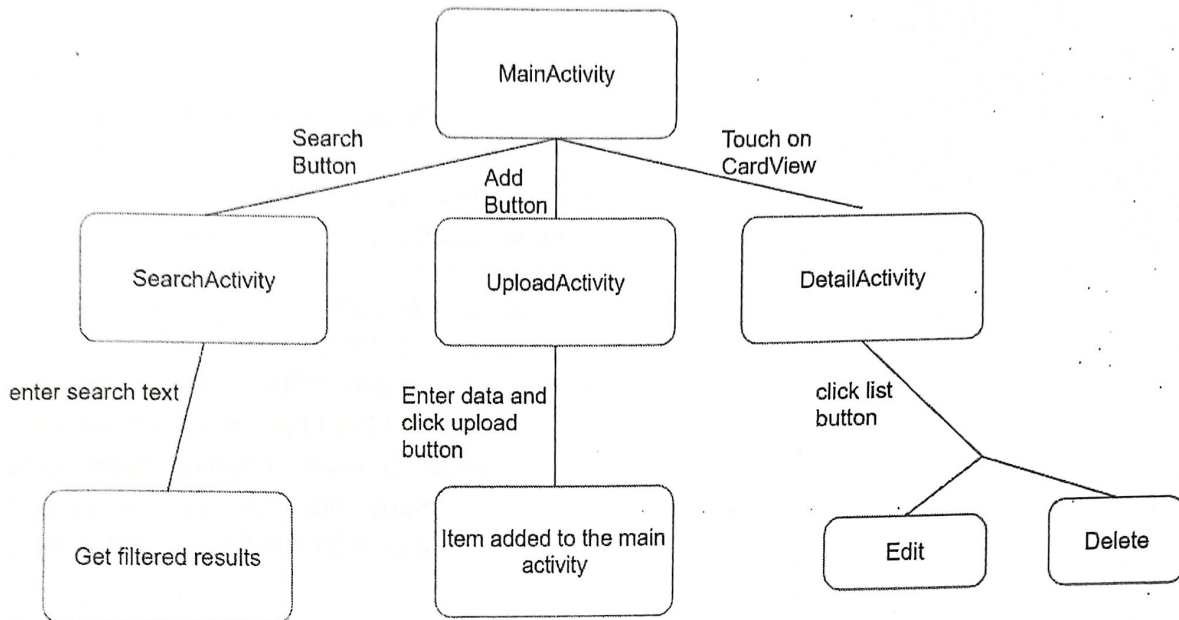 MainActivity
Search
Button
Add
Button
Touch on
CardView
SearchActivity
UploadActivity
DetailActivity
enter search text
Enter data and
click upload
button
click list
button
Get filtered results
Item added to the main
activity
Edit
Delete